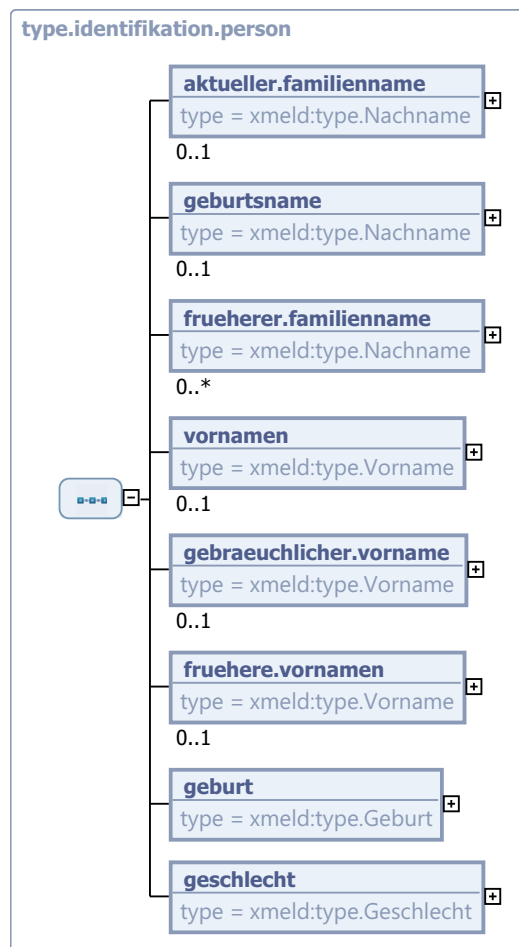 type.identifikation.person
aktueller.familienname
type = xmeld:type.Nachname
0..1
geburtsname
type = xmeld:type.Nachname
0..1
frueherer.familienname
type = xmeld:type.Nachname
0..*
vornamen
type = xmeld:type.Vorname
0..1
gebraeuchlicher.vorname
type = xmeld:type.Vorname
0..1
fruehere.vornamen
type = xmeld:type.Vorname
0..1
geburt
type = xmeld:type.Geburt
geschlecht
type = xmeld:type.Geschlecht